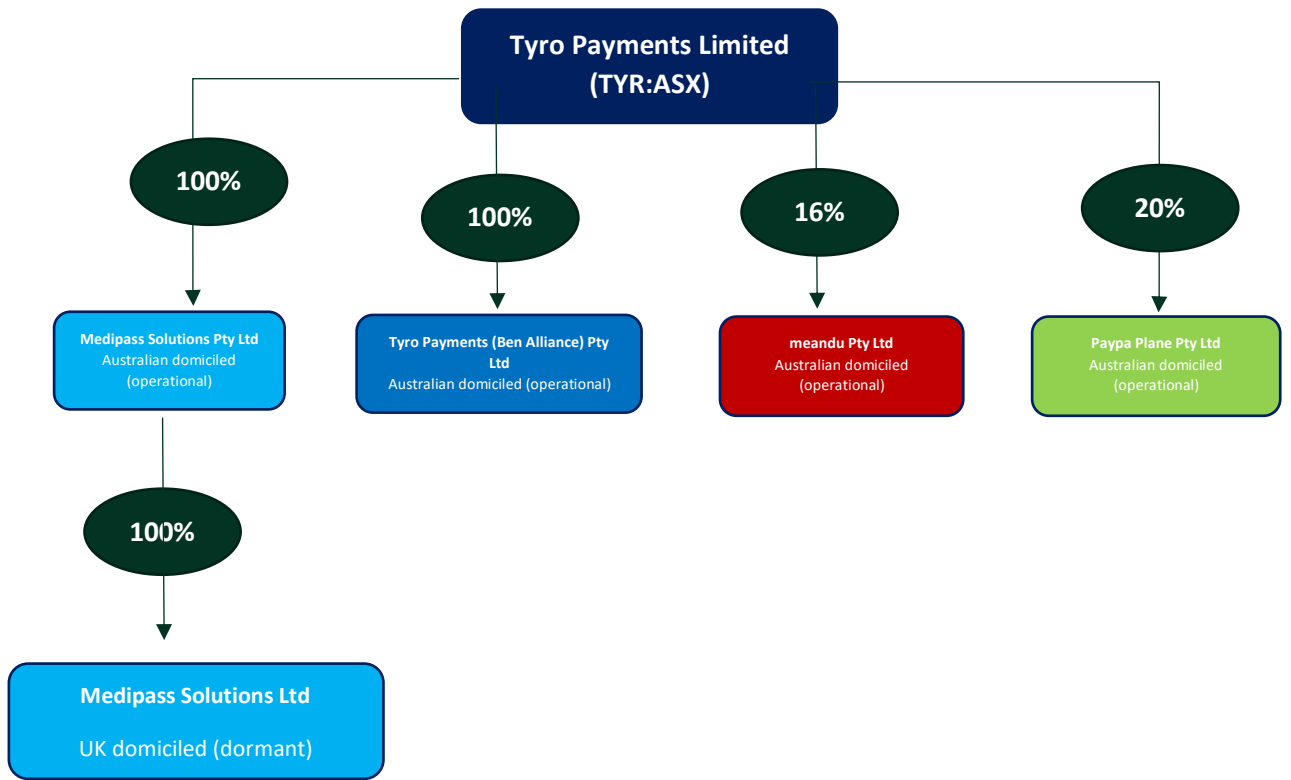 Tyro Payments Limited
(TYR:ASX)
100%
100%
16%
20%
Medipass Solutions Pty Ltd
Australian domiciled
(operational)
Tyro Payments (Ben Alliance) Pty
Ltd
Australian domiciled (operational)
meandu Pty Ltd
Australian domiciled
(operational)
Paypa Plane Pty Ltd
Australian domiciled
(operational)
100%
Medipass Solutions Ltd
UK domiciled (dormant)